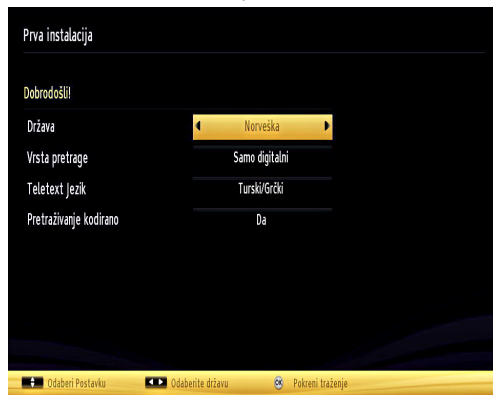 Prva instalacija
Dobrodošli!
Država Norveška
Vrsta pretrage Samo digitalni
Teletext Jezik Turski/Grčki
Pretraživanje kodirano Da
Odaberi Postavku Odaberite državu OK Pokreni traženje